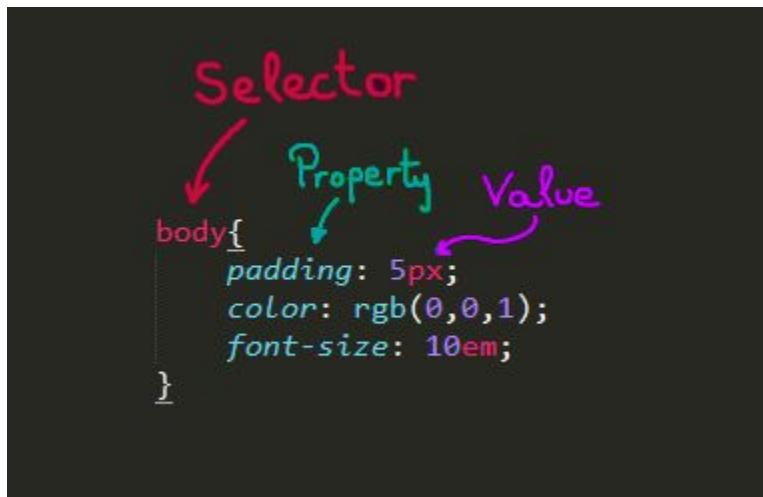 Selector
Property
Value
body{
padding: 5px;
color: rgb(0,0,1);
font-size: 10em;
}